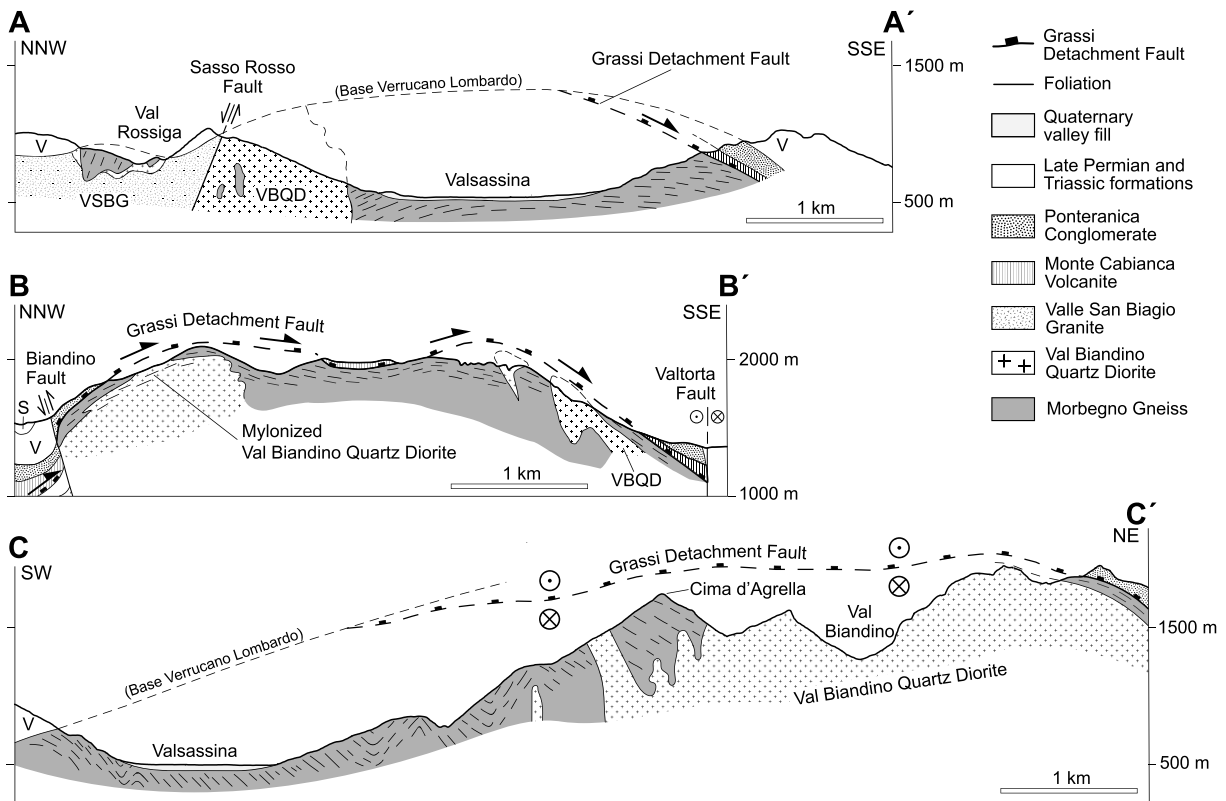 A
A´
NNW
SSE
Sasso Rosso
Fault
(Base Verrucano Lombardo)
Grassi Detachment Fault
1500 m
Val
Rossiga
V
V
VSBG
VBQD
Valsassina
500 m
1 km
B
B´
NNW
SSE
Grassi Detachment Fault
Biandino
Fault
2000 m
Valtorta
Fault
S
V
Mylonized
Val Biandino Quartz Diorite
1 km
VBQD
1000 m
C
C´
SW
NE
Grassi Detachment Fault
Cima d'Agrella
(Base Verrucano Lombardo)
Val
Biandino
1500 m
Val Biandino Quartz Diorite
V
Valsassina
500 m
1 km
Grassi
Detachment Fault
Foliation
Quaternary
valley fill
Late Permian and
Triassic formations
Ponteranica
Conglomerate
Monte Cabianca
Volcanite
Valle San Biagio
Granite
Val Biandino
Quartz Diorite
Morbegno Gneiss